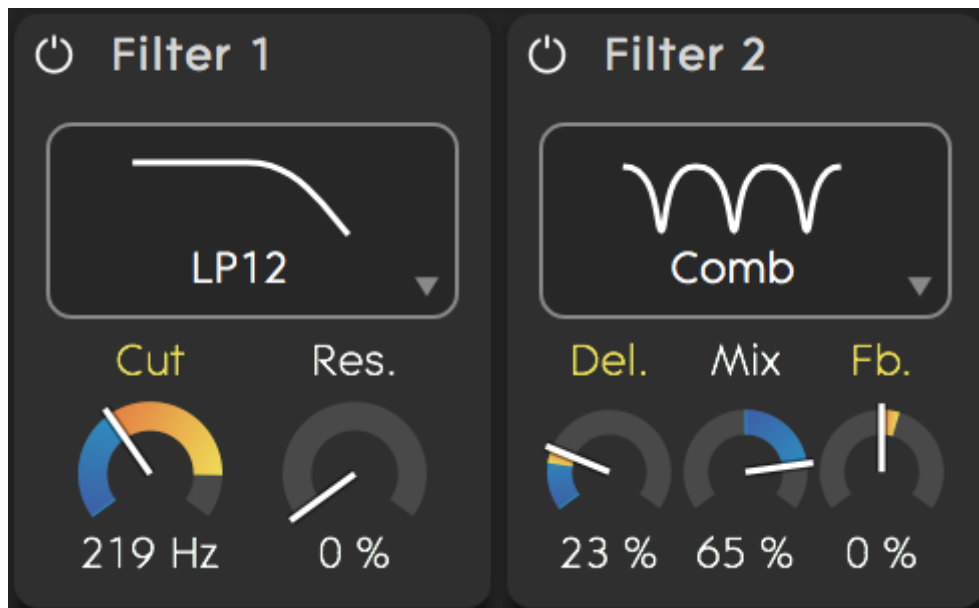 Filter 1
LP12
Cut Res.
219 Hz 0 %
Filter 2
Comb
Del. Mix Fb.
23 % 65 % 0 %